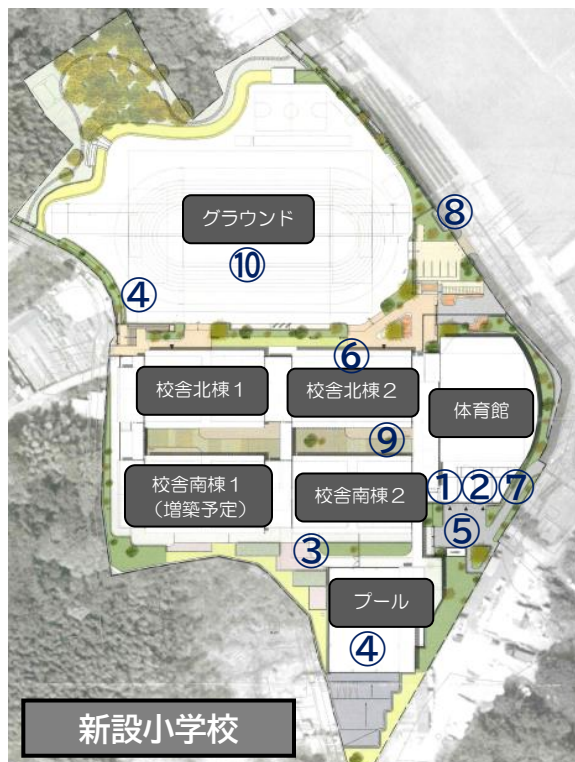 グラウンド
⑧
⑩
④
⑥
校舎北棟1
校舎北棟2
体育館
⑨
校舎南棟1
(増築予定)
校舎南棟2
①②⑦
⑤
③
プール
④
新設小学校